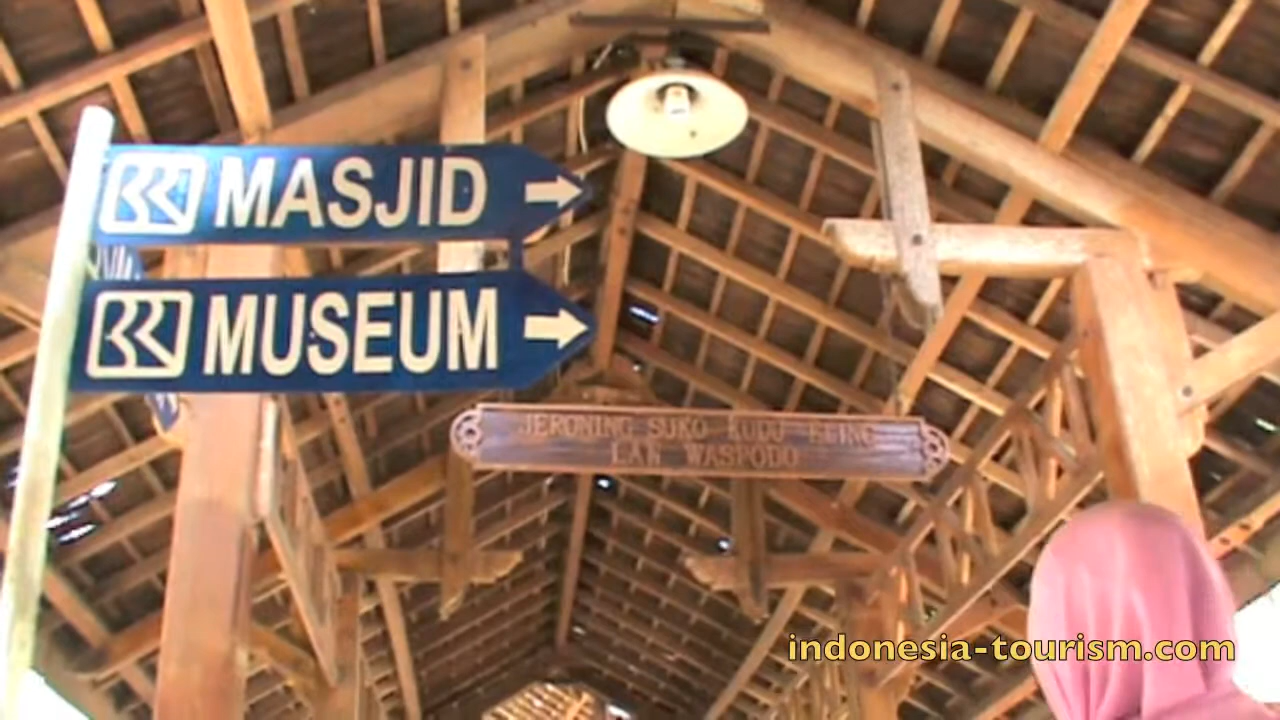 MASJID
MUSEUM
JERONING SUKO KUDU ELING
LAN WASPODO
indonesia-tourism.com